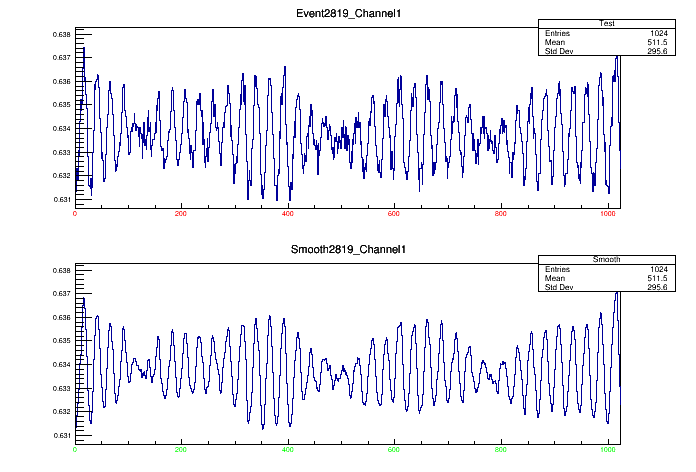 Event2819_Channel1
Test
Entries 1024
Mean 511.5
Std Dev 295.6
0.638
0.637
0.636
0.635
0.634
0.633
0.632
0.631
0 200 400 600 800 1000
Smooth2819_Channel1
Smooth
Entries 1024
Mean 511.5
Std Dev 295.6
0.638
0.637
0.636
0.635
0.634
0.633
0.632
0.631
0 200 400 600 800 1000